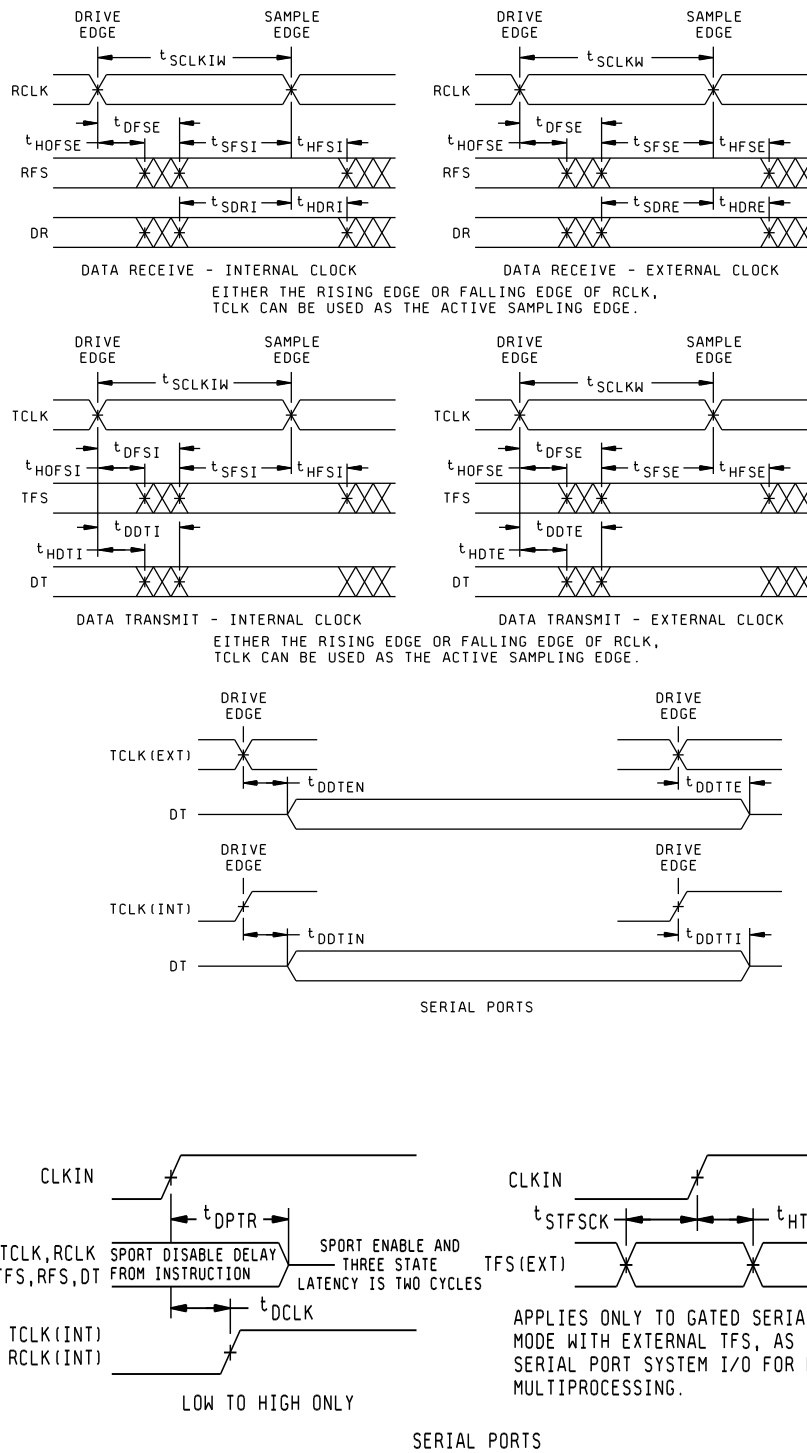 DRIVE EDGE
SAMPLE EDGE
tSCLKIW
RCLK
tDFSE
tHOFSE
tSFSI
tHFSI
RFS
tSDRI
tHDRI
DR
DATA RECEIVE - INTERNAL CLOCK
DRIVE EDGE
SAMPLE EDGE
tSCLKW
RCLK
tDFSE
tHOFSE
tSFSE
tHFSE
RFS
tSDRE
tHDRE
DR
DATA RECEIVE - EXTERNAL CLOCK
EITHER THE RISING EDGE OR FALLING EDGE OF RCLK,
TCLK CAN BE USED AS THE ACTIVE SAMPLING EDGE.
DRIVE EDGE
SAMPLE EDGE
tSCLKIW
TCLK
tDFSI
tHOFSI
tSFSI
tHFSI
TFS
tDDTI
tHDTI
DT
DATA TRANSMIT - INTERNAL CLOCK
DRIVE EDGE
SAMPLE EDGE
tSCLKW
TCLK
tDFSE
tHOFSE
tSFSE
tHFSE
TFS
tDDTE
tHDTE
DT
DATA TRANSMIT - EXTERNAL CLOCK
EITHER THE RISING EDGE OR FALLING EDGE OF RCLK,
TCLK CAN BE USED AS THE ACTIVE SAMPLING EDGE.
DRIVE EDGE
DRIVE EDGE
TCLK(EXT)
tDDTEN
tDDTTE
DT
DRIVE EDGE
DRIVE EDGE
TCLK(INT)
tDDTIN
tDDTTI
DT
SERIAL PORTS
CLKIN
tDPTR
TCLK,RCLK
TFS,RFS,DT
SPORT DISABLE DELAY
FROM INSTRUCTION
SPORT ENABLE AND
THREE STATE
LATENCY IS TWO CYCLES
tDCLK
TCLK(INT)
RCLK(INT)
LOW TO HIGH ONLY
CLKIN
tSTFSCK
tHT
TFS(EXT)
APPLIES ONLY TO GATED SERIA
MODE WITH EXTERNAL TFS, AS
SERIAL PORT SYSTEM I/O FOR
MULTIPROCESSING.
SERIAL PORTS